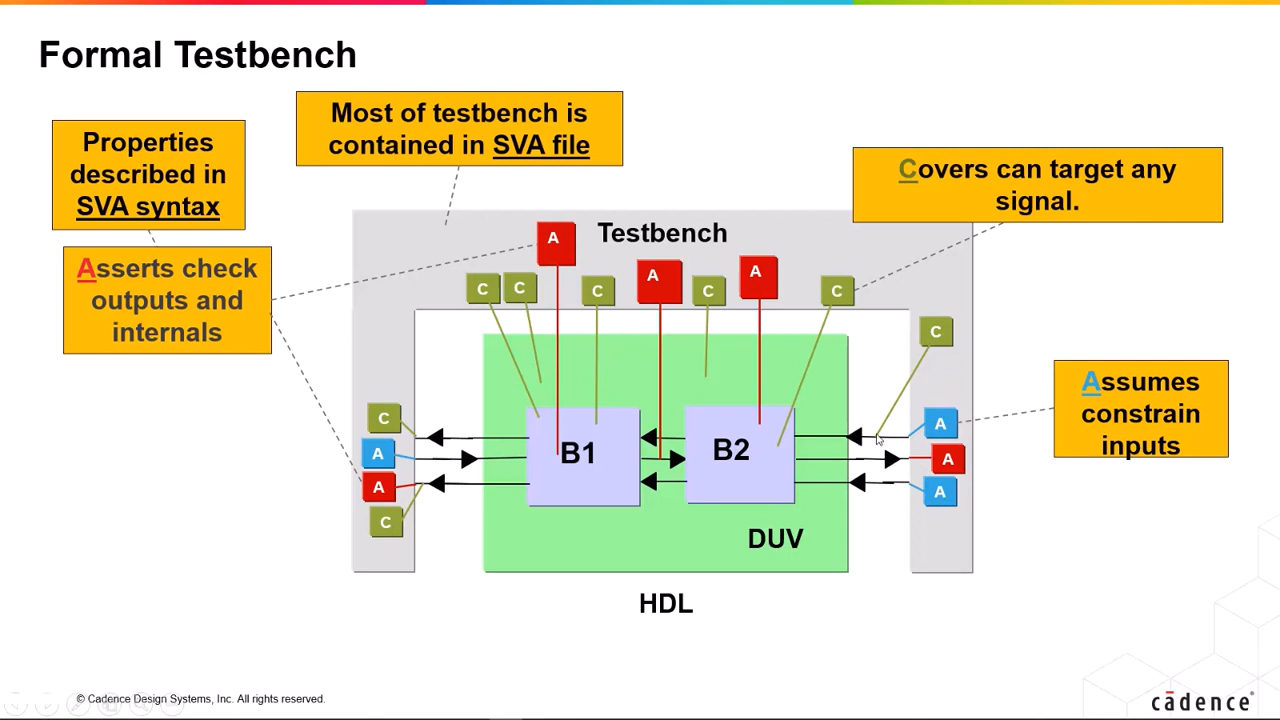 Formal Testbench
Most of testbench is
contained in SVA file
Properties
described in
SVA syntax
Covers can target any
signal.
Asserts check
outputs and
internals
Testbench
A
A
A
C
C
C
C
C
C
Assumes
constrain
inputs
C
A
A
C
B1
B2
A
A
A
C
DUV
HDL
© Cadence Design Systems, Inc. All rights reserved.
cādence®